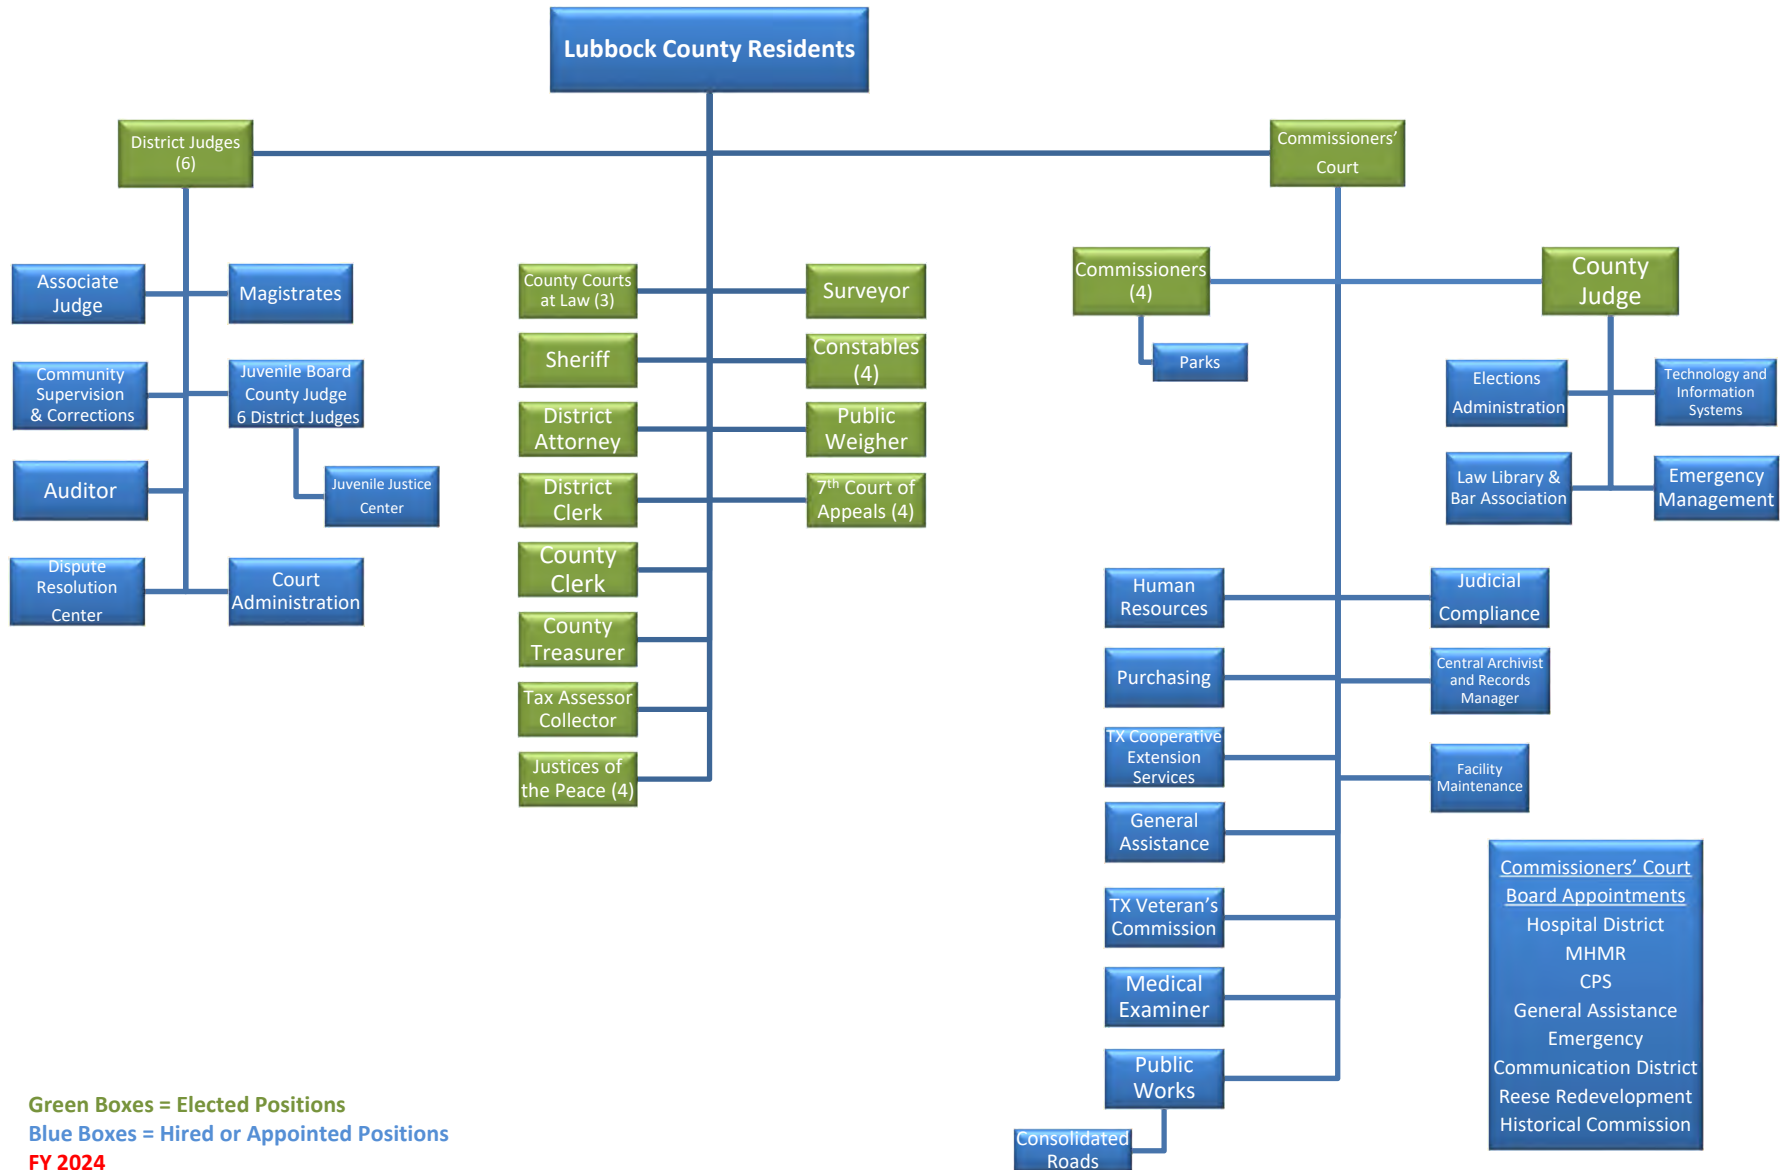 Lubbock County Residents
District Judges
(6)
Commissioners’
Court
Associate
Judge
Magistrates
Community
Supervision
& Corrections
Juvenile Board
County Judge
6 District Judges
Auditor
Juvenile Justice
Center
Dispute
Resolution
Center
Court
Administration
County Courts
at Law (3)
Surveyor
Sheriff
Constables
(4)
District
Attorney
Public
Weigher
District
Clerk
7th Court of
Appeals (4)
County
Clerk
County
Treasurer
Tax Assessor
Collector
Justices of
the Peace (4)
Commissioners
(4)
Parks
County
Judge
Elections
Administration
Technology and
Information
Systems
Law Library &
Bar Association
Emergency
Management
Human
Resources
Judicial
Compliance
Purchasing
Central Archivist
and Records
Manager
TX Cooperative
Extension
Services
Facility
Maintenance
General
Assistance
TX Veteran’s
Commission
Medical
Examiner
Public
Works
Consolidated
Roads
Commissioners’ Court
Board Appointments
Hospital District
MHMR
CPS
General Assistance
Emergency
Communication District
Reese Redevelopment
Historical Commission
Green Boxes = Elected Positions
Blue Boxes = Hired or Appointed Positions
FY 2024